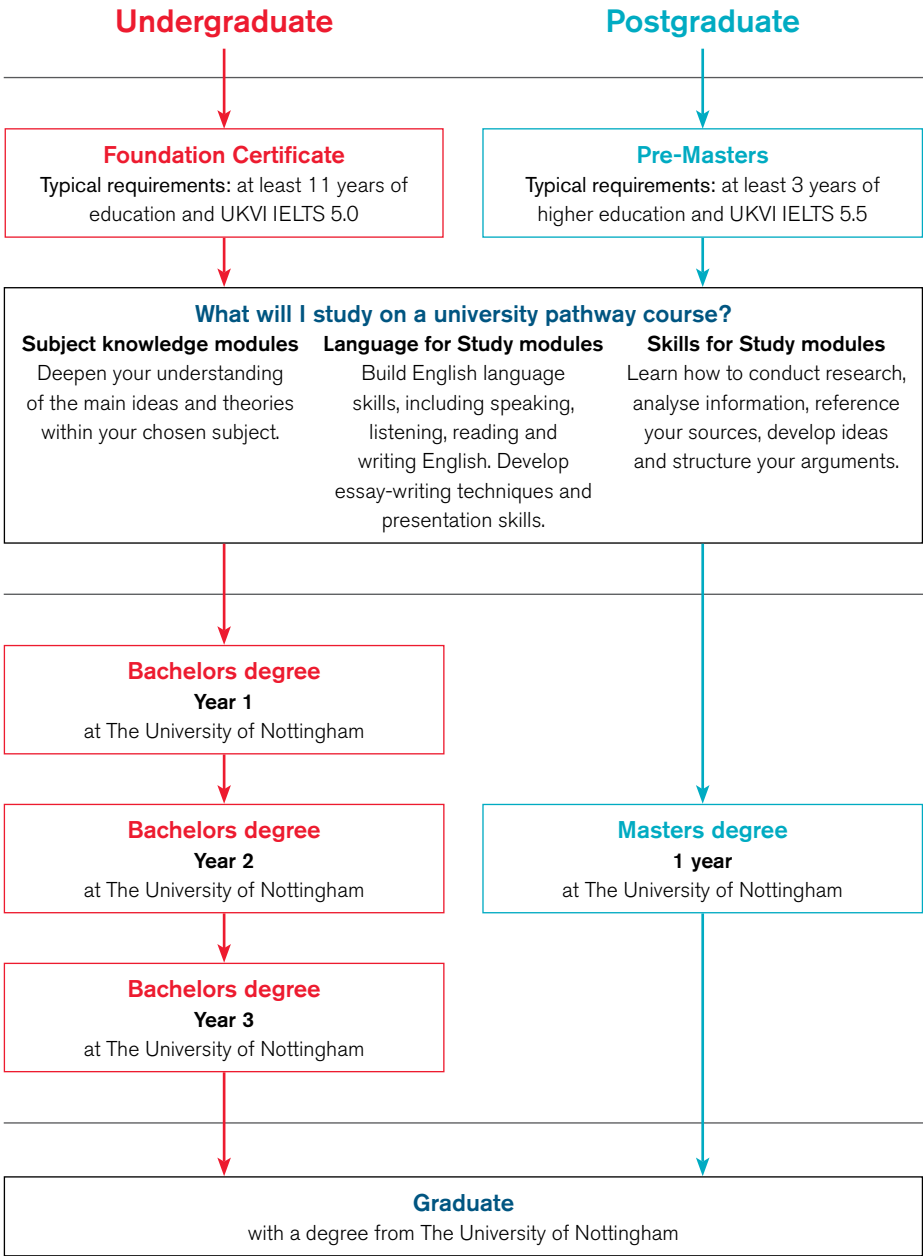 Undergraduate
Postgraduate
Foundation Certificate
Typical requirements: at least 11 years of
education and UKVI IELTS 5.0
Pre-Masters
Typical requirements: at least 3 years of
higher education and UKVI IELTS 5.5
What will I study on a university pathway course?
Subject knowledge modules
Deepen your understanding
of the main ideas and theories
within your chosen subject.
Language for Study modules
Build English language
skills, including speaking,
listening, reading and
writing English. Develop
essay-writing techniques and
presentation skills.
Skills for Study modules
Learn how to conduct research,
analyse information, reference
your sources, develop ideas
and structure your arguments.
Bachelors degree
Year 1
at The University of Nottingham
Bachelors degree
Year 2
at The University of Nottingham
Masters degree
1 year
at The University of Nottingham
Bachelors degree
Year 3
at The University of Nottingham
Graduate
with a degree from The University of Nottingham